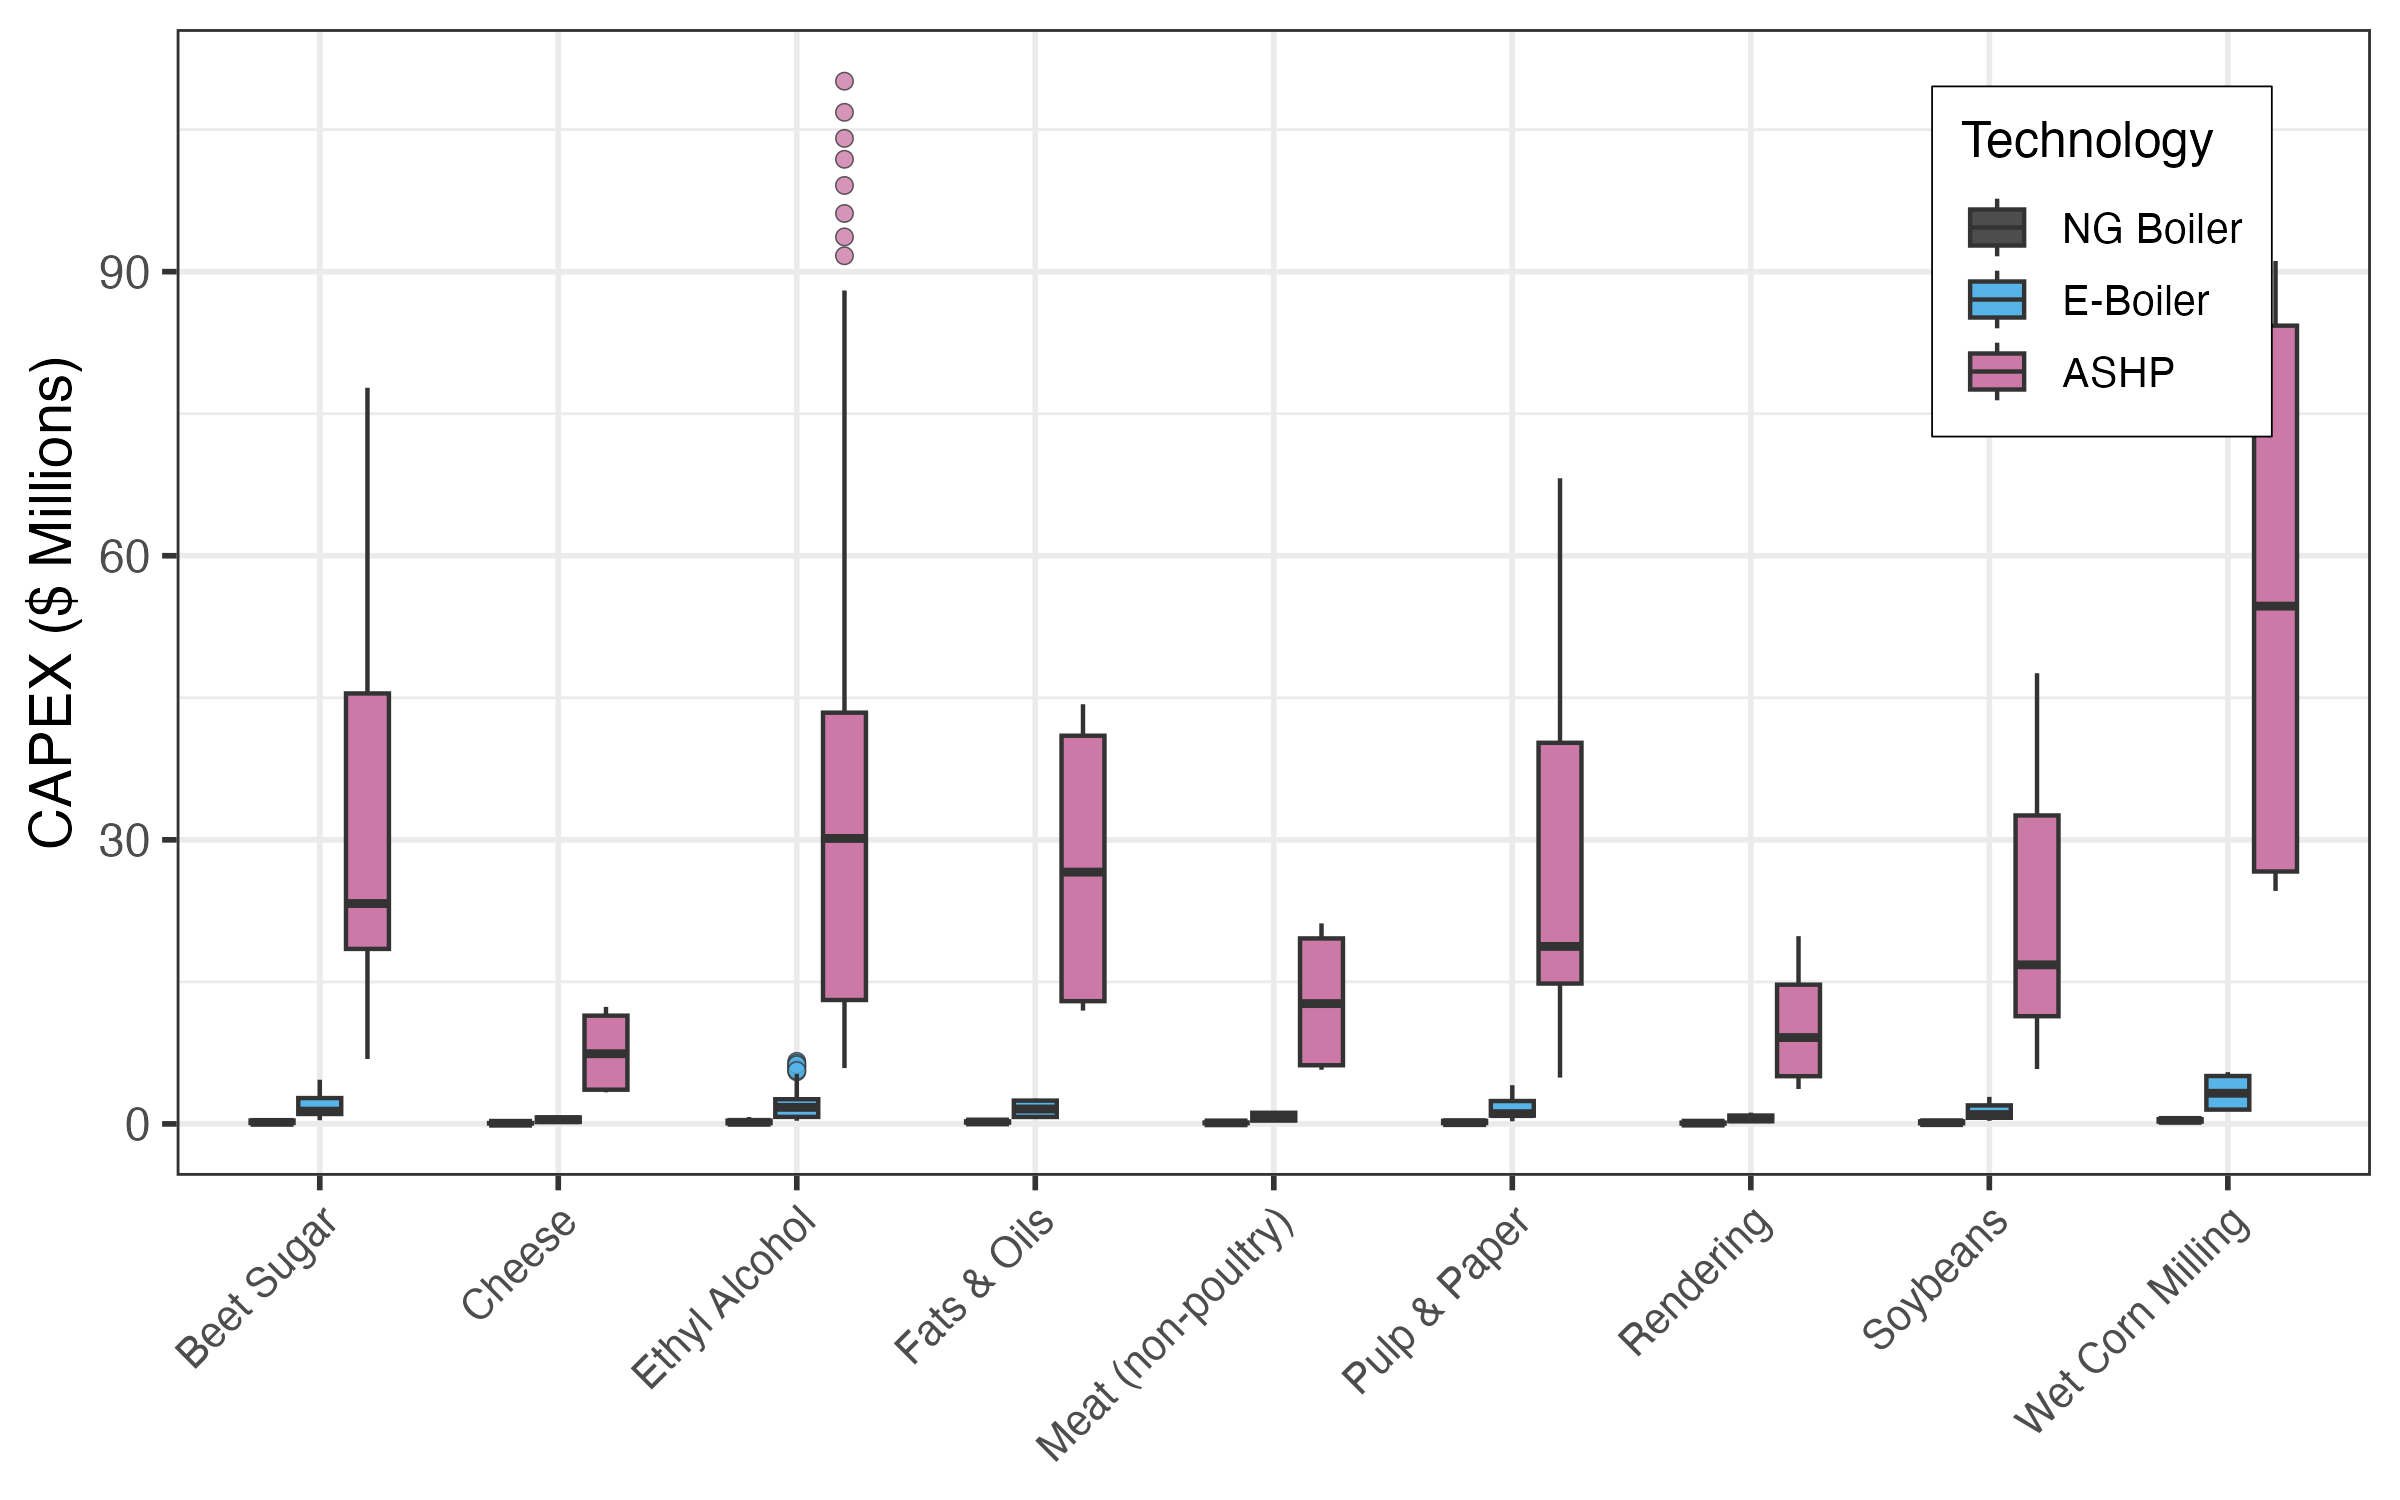 CAPEX ($ Millions)
90
60
30
0
Technology
NG Boiler
E-Boiler
ASHP
Beet Sugar
Cheese
Ethyl Alcohol
Fats & Oils
Meat (non-poultry)
Pulp & Paper
Rendering
Soybeans
Wet Corn Milling